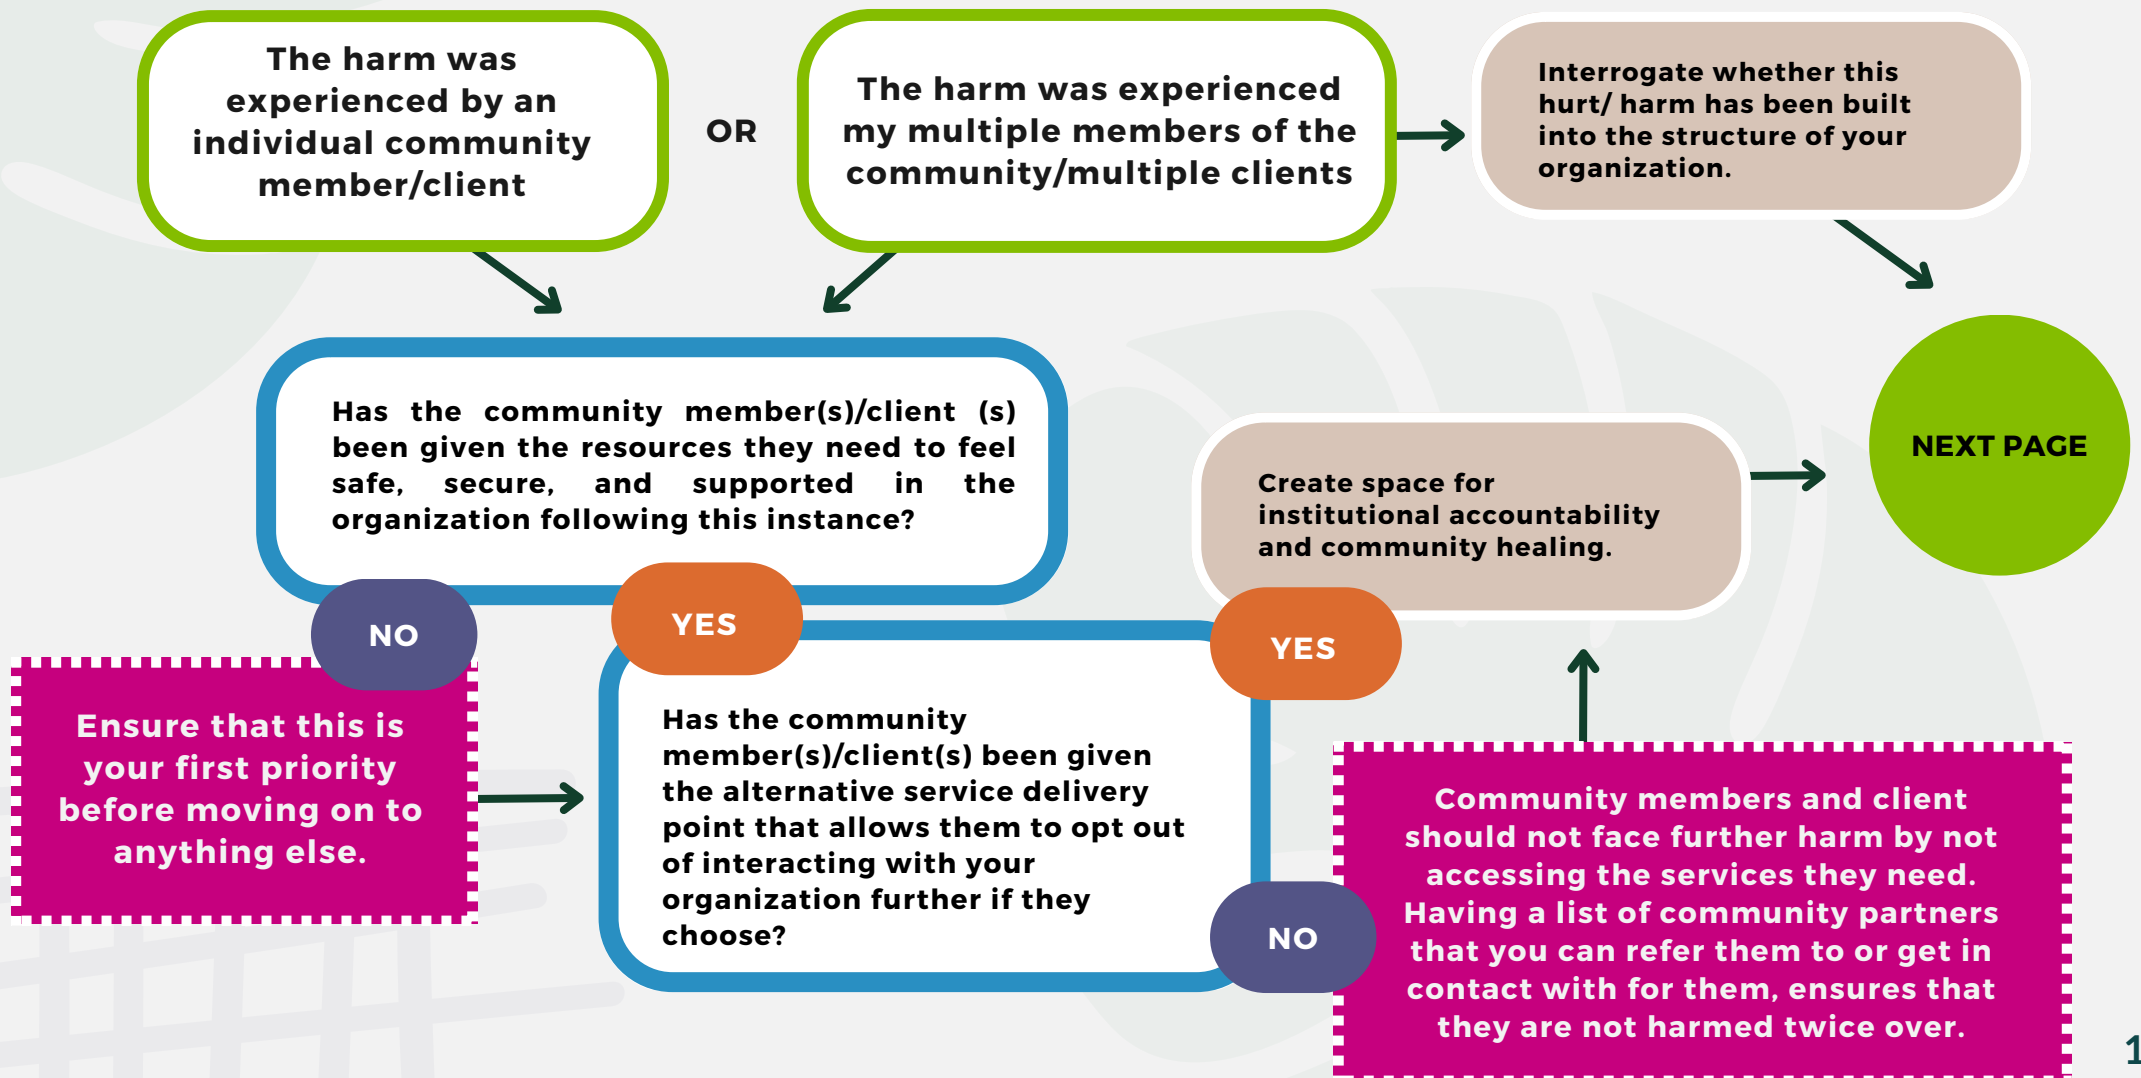 The harm was
experienced by an
individual community
member/client
OR
The harm was experienced
my multiple members of the
community/multiple clients
Interrogate whether this
hurt/ harm has been built
into the structure of your
organization.
Has the community member(s)/client (s)
been given the resources they need to feel
safe, secure, and supported in the
organization following this instance?
NEXT PAGE
Create space for
institutional accountability
and community healing.
NO
YES
YES
Ensure that this is
your first priority
before moving on to
anything else.
Has the community
member(s)/client(s) been given
the alternative service delivery
point that allows them to opt out
of interacting with your
organization further if they
choose?
NO
Community members and client
should not face further harm by not
accessing the services they need.
Having a list of community partners
that you can refer them to or get in
contact with for them, ensures that
they are not harmed twice over.
1